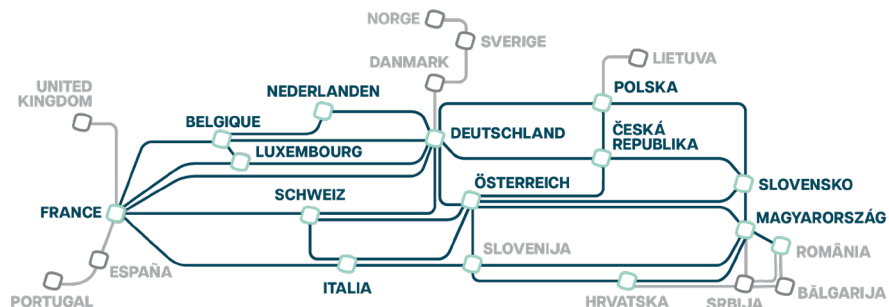 NORGE
SVERIGE
DANMARK
LIETUVA
UNITED
KINGDOM
NEDERLANDEN
POLSKA
BELGIQUE
DEUTSCHLAND
ČESKÁ
REPUBLIKA
LUXEMBOURG
SCHWEIZ
ÖSTERREICH
SLOVENSKO
FRANCE
MAGYARORSZÁG
SLOVENIJA
ROMÂNIA
ESPAÑA
ITALIA
PORTUGAL
HRVATSKA
SRBIJA
BĂLGARIJA